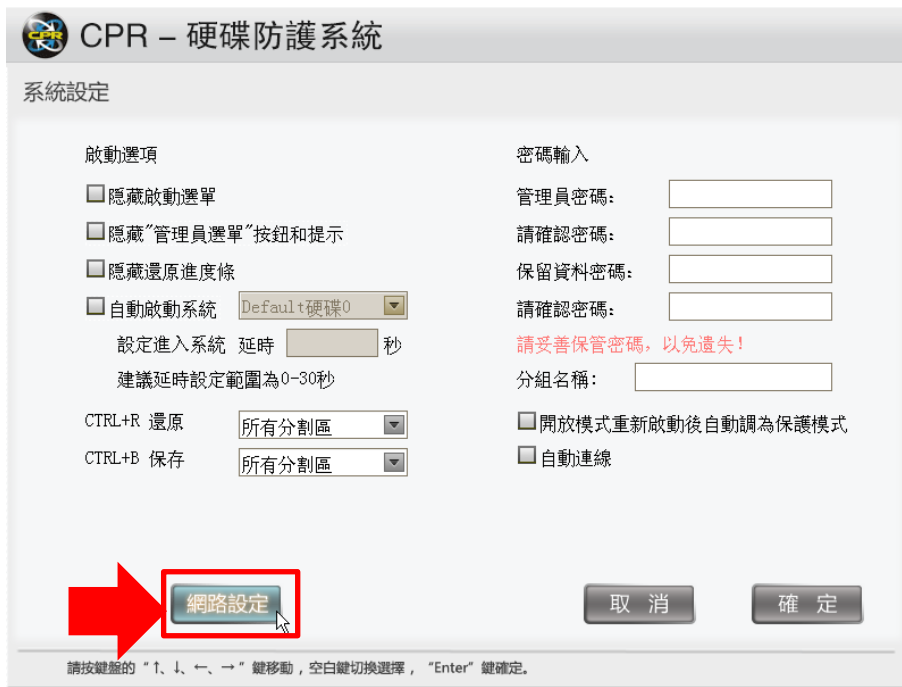 CPR
CPR – 硬碟防護系統
系統設定
啟動選項
隱藏啟動選單
隱藏"管理員選單"按鈕和提示
隱藏還原進度條
自動啟動系統 Default硬碟0
設定進入系統 延時 秒
建議延時設定範圍為0-30秒
CTRL+R 還原 所有分割區
CTRL+B 保存 所有分割區
密碼輸入
管理員密碼:
請確認密碼:
保留資料密碼:
請確認密碼:
請妥善保管密碼, 以免遺失!
分組名稱:
開放模式重新啟動後自動調為保護模式
自動連線
網路設定
取 消
確 定
請按鍵盤的 “↑、↓、←、→” 鍵移動 , 空白鍵切換選擇 , “Enter” 鍵確定。